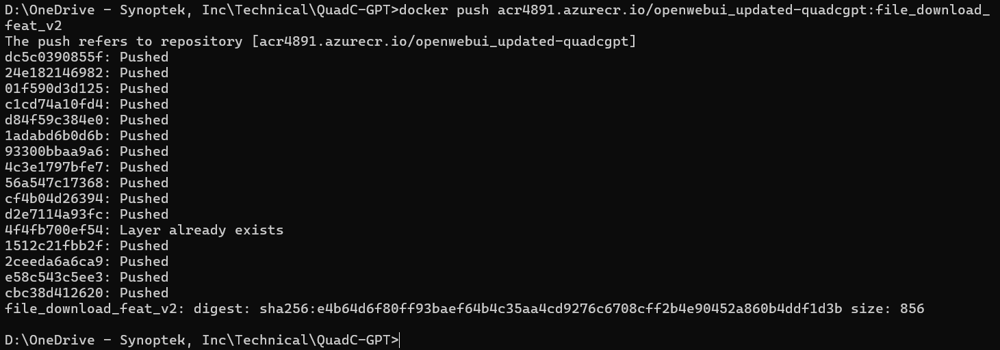 D:\OneDrive - Synoptek, Inc\Technical\QuadC-GPT>docker push acr4891.azurecr.io/openwebui_updated-quadcgpt:file_download_
feat_v2
The push refers to repository [acr4891.azurecr.io/openwebui_updated-quadcgpt]
dc5c0390855f: Pushed
24e182146982: Pushed
01f590d3d125: Pushed
c1cd74a10fd4: Pushed
d84f59c384e0: Pushed
1adabd6b0d6b: Pushed
93300bbaa9a6: Pushed
4c3e1797bfe7: Pushed
56a547c17368: Pushed
cf4b04d26394: Pushed
d2e7114a93fc: Pushed
4f4fb700ef54: Layer already exists
1512c21fbb2f: Pushed
2ceeda6a6ca9: Pushed
e58c543c5ee3: Pushed
cbc38d412620: Pushed
file_download_feat_v2: digest: sha256:e4b64d6f80ff93baef64b4c35aa4cd9276c6708cff2b4e90452a860b4ddf1d3b size: 856
D:\OneDrive - Synoptek, Inc\Technical\QuadC-GPT>